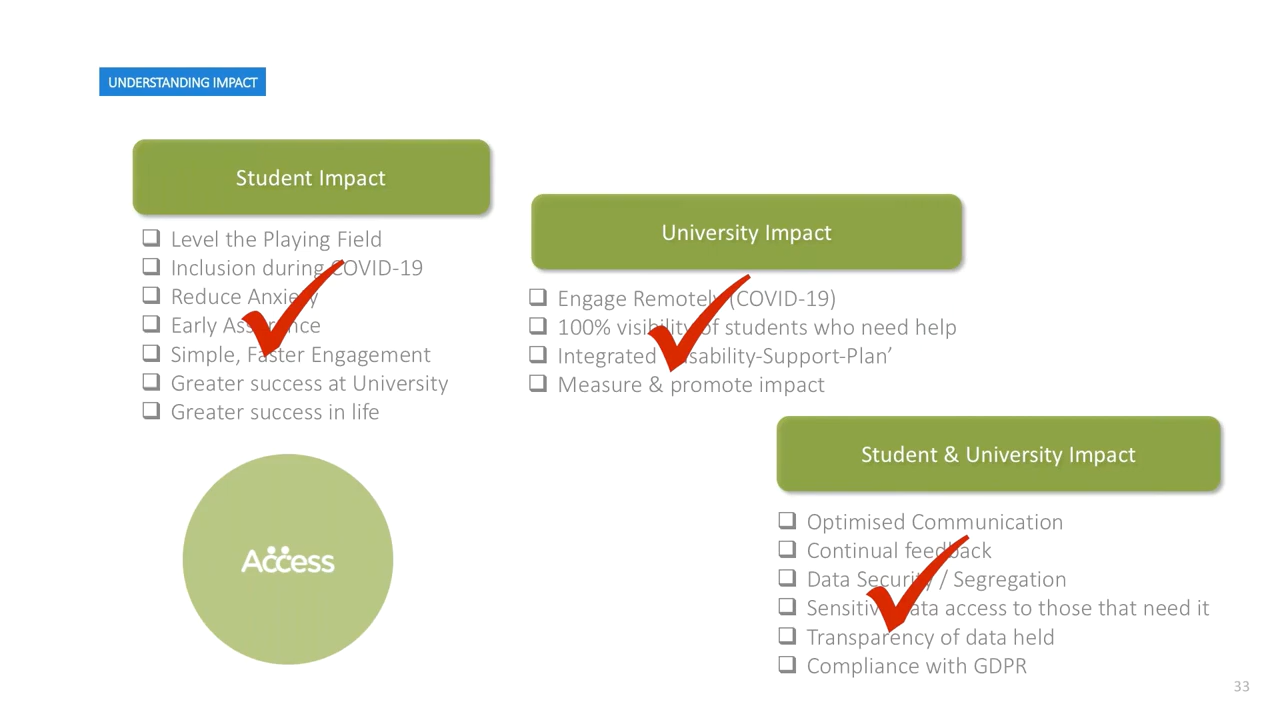 UNDERSTANDING IMPACT
Student Impact
Level the Playing Field
Inclusion during COVID-19
Reduce Anxiety
Early Assurance
Simple, Faster Engagement
Greater success at University
Greater success in life
University Impact
Engage Remotely (COVID-19)
100% visibility of students who need help
Integrated Disability-Support-Plan’
Measure & promote impact
Student & University Impact
Optimised Communication
Continual feedback
Data Security / Segregation
Sensitive data access to those that need it
Transparency of data held
Compliance with GDPR
Access
33